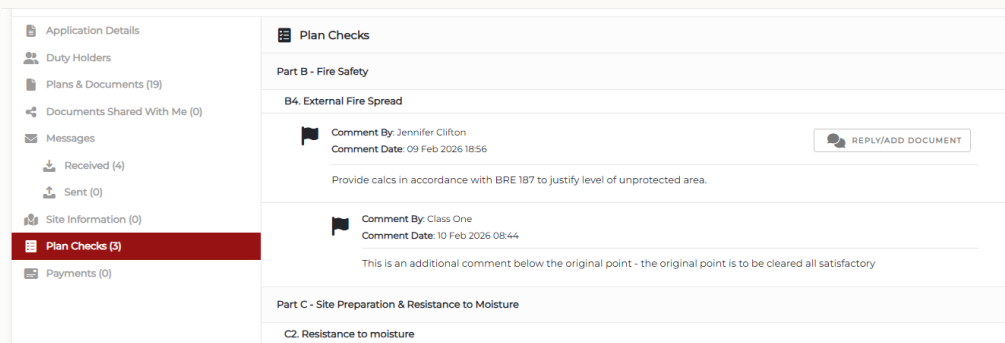 Application Details
Duty Holders
Plans & Documents (19)
Documents Shared With Me (0)
Messages
Received (4)
Sent (0)
Site Information (0)
Plan Checks (3)
Payments (0)
Plan Checks
Part B - Fire Safety
B4. External Fire Spread
Comment By: Jennifer Clifton
Comment Date: 09 Feb 2026 18:56
REPLY/ADD DOCUMENT
Provide calcs in accordance with BRE 187 to justify level of unprotected area.
Comment By: Class One
Comment Date: 10 Feb 2026 08:44
This is an additional comment below the original point - the original point is to be cleared all satisfactory
Part C - Site Preparation & Resistance to Moisture
C2. Resistance to moisture